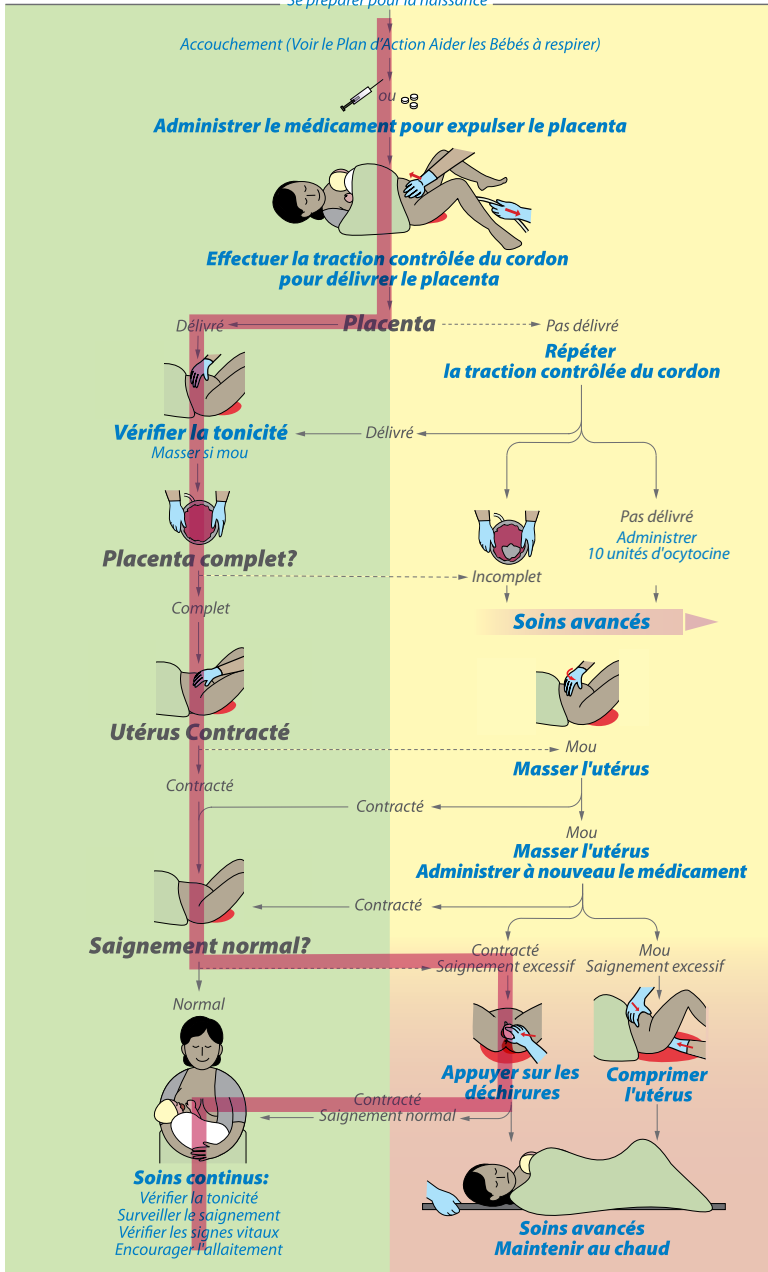 Se préparer pour la naissance
Accouchement (Voir le Plan d'Action Aider les Bébés à respirer)
ou
Administrer le médicament pour expulser le placenta
Effectuer la traction contrôlée du cordon
pour délivrer le placenta
Délivré
Placenta
Pas délivré
Répéter
la traction contrôlée du cordon
Vérifier la tonicité
Masser si mou
Délivré
Pas délivré
Administrer
10 unités d'ocytocine
Placenta complet?
Incomplet
Complet
Soins avancés
Utérus Contracté
Mou
Masser l'utérus
Contracté
Contracté
Mou
Masser l'utérus
Administrer à nouveau le médicament
Contracté
Saignement normal?
Contracté
Saignement excessif
Mou
Saignement excessif
Normal
Appuyer sur les
déchirures
Comprimer
l'utérus
Contracté
Saignement normal
Soins continus:
Vérifier la tonicité
Surveiller le saignement
Vérifier les signes vitaux
Encourager l'allaitement
Soins avancés
Maintenir au chaud